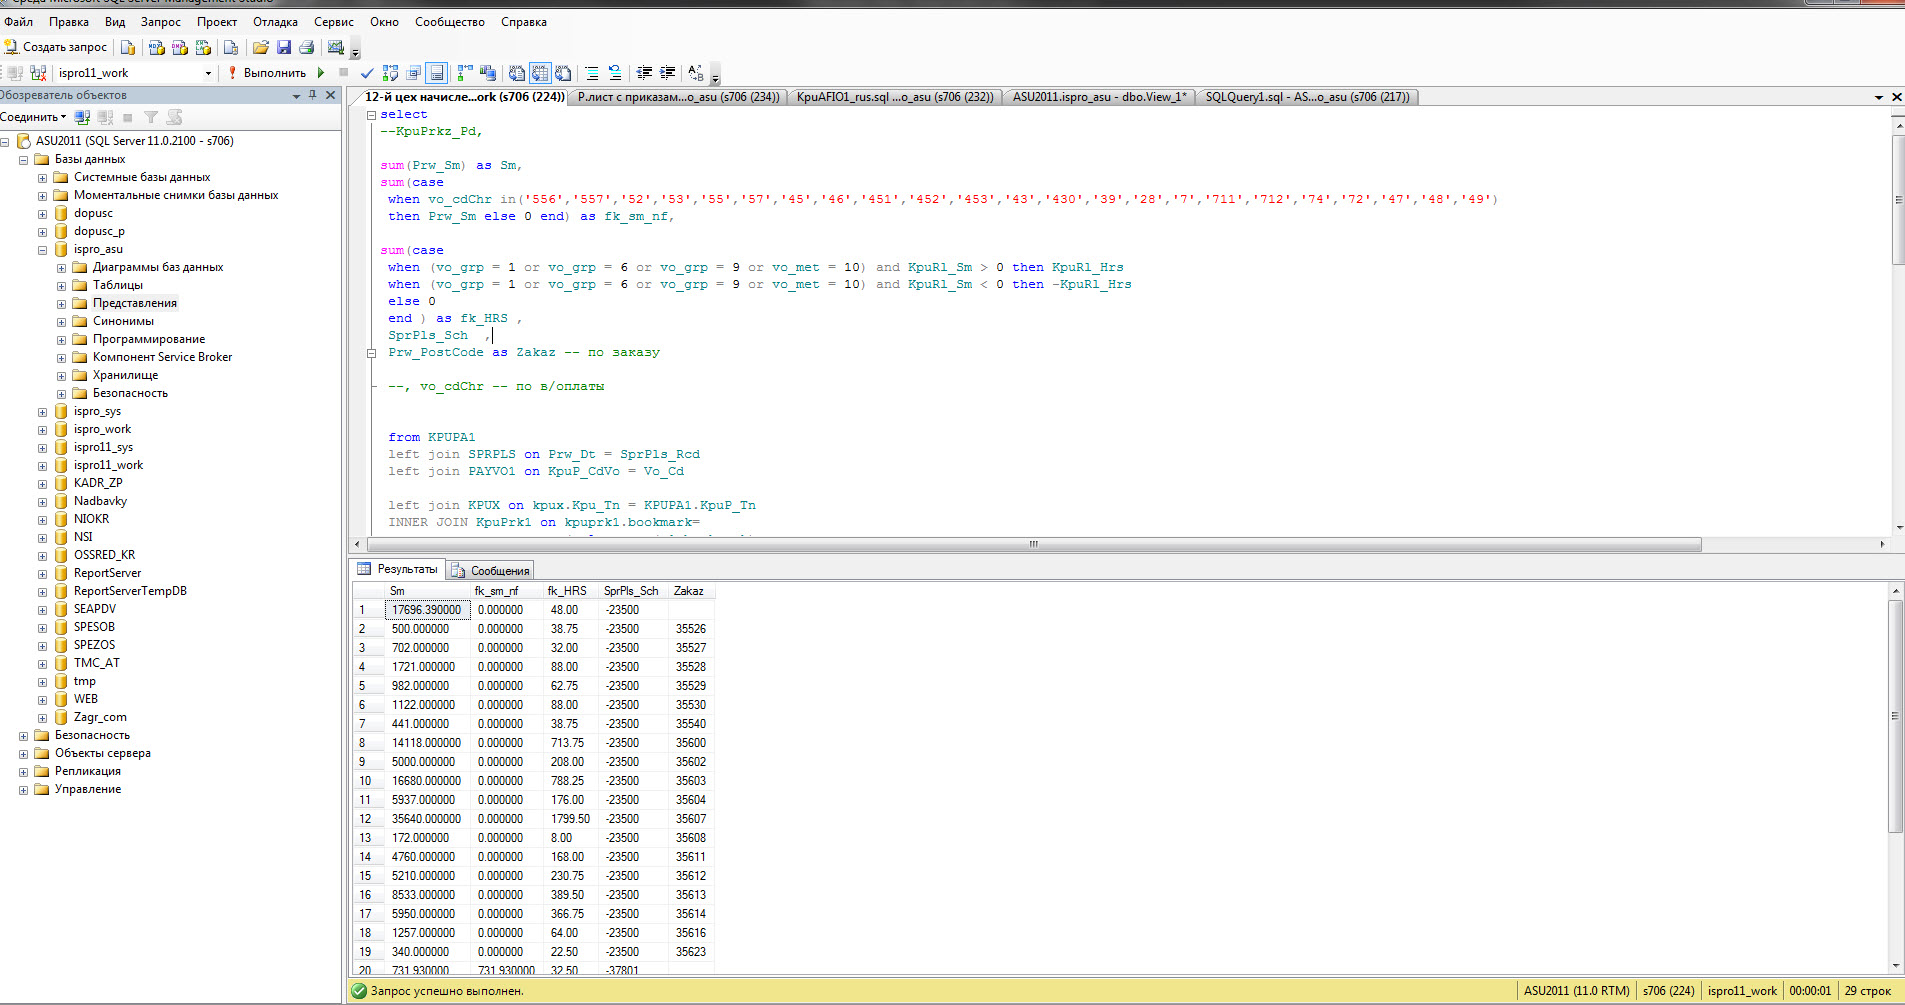 Среда Microsoft SQL Server Management Studio
Файл Правка Вид Запрос Проект Отладка Сервис Окно Сообщество Справка
Создать запрос
ispro11_work Выполнить
Обозреватель объектов
Соединить
ASU2011 (SQL Server 11.0.2100 - s706)
Базы данных
Системные базы данных
Моментальные снимки базы данных
dopusc
dopusc_p
ispro_asu
Диаграммы баз данных
Таблицы
Представления
Синонимы
Программирование
Компонент Service Broker
Хранилище
Безопасность
ispro_sys
ispro_work
ispro11_sys
ispro11_work
KADR_ZP
Nadbavky
NIOKR
NSI
OSSRED_KR
ReportServer
ReportServerTempDB
SEAPDV
SPESOB
SPEZOS
TMC_AT
tmp
WEB
Zagr_com
Безопасность
Объекты сервера
Репликация
Управление
12-й цех начисле...ork (s706 (224)) Р.лист с приказам...o_asu (s706 (234)) KpuAFIO1_rus.sql ...o_asu (s706 (232)) ASU2011.ispro_asu - dbo.View_1* SQLQuery1.sql - AS...o_asu (s706 (217))
select
--KpuPrkz_Pd,
sum(Prw_Sm) as Sm,
sum(case
when vo_cdChr in('556','557','52','53','55','57','45','46','451','452','453','43','430','39','28','7','711','712','74','72','47','48','49')
then Prw_Sm else 0 end) as fk_sm_nf,
sum(case
when (vo_grp = 1 or vo_grp = 6 or vo_grp = 9 or vo_met = 10) and KpuRl_Sm > 0 then KpuRl_Hrs
when (vo_grp = 1 or vo_grp = 6 or vo_grp = 9 or vo_met = 10) and KpuRl_Sm < 0 then -KpuRl_Hrs
else 0
end ) as fk_HRS ,
SprPls_Sch ,
Prw_PostCode as Zakaz -- по заказу
--, vo_cdChr -- по в/оплаты
from KPUPA1
left join SPRPLS on Prw_Dt = SprPls_Rcd
left join PAYVO1 on KpuP_CdVo = Vo_Cd
left join KPUX on kpux.Kpu_Tn = KPUPA1.KpuP_Tn
INNER JOIN KpuPrk1 on kpuprk1.bookmark=
Результаты Сообщения
Sm fk_sm_nf fk_HRS SprPls_Sch Zakaz
1 17696.390000 0.000000 48.00 -23500
2 500.000000 0.000000 38.75 -23500 35526
3 702.000000 0.000000 32.00 -23500 35527
4 1721.000000 0.000000 88.00 -23500 35528
5 982.000000 0.000000 62.75 -23500 35529
6 1122.000000 0.000000 88.00 -23500 35530
7 441.000000 0.000000 38.75 -23500 35540
8 14118.000000 0.000000 713.75 -23500 35600
9 5000.000000 0.000000 208.00 -23500 35602
10 16680.000000 0.000000 788.25 -23500 35603
11 5937.000000 0.000000 176.00 -23500 35604
12 35640.000000 0.000000 1799.50 -23500 35607
13 172.000000 0.000000 8.00 -23500 35608
14 4760.000000 0.000000 168.00 -23500 35611
15 5210.000000 0.000000 230.75 -23500 35612
16 8533.000000 0.000000 389.50 -23500 35613
17 5950.000000 0.000000 366.75 -23500 35614
18 1257.000000 0.000000 64.00 -23500 35616
19 340.000000 0.000000 22.50 -23500 35623
20 731.930000 731.930000 32.50 -37801
Запрос успешно выполнен. ASU2011 (11.0 RTM) s706 (224) ispro11_work 00:00:01 29 строк